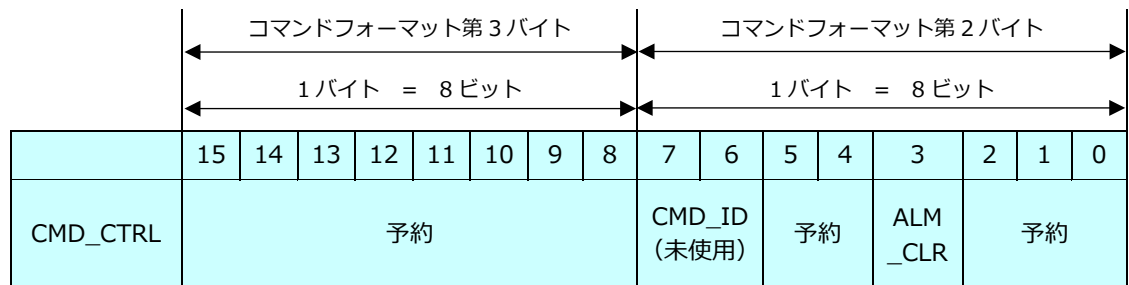 コマンドフォーマット第３バイト コマンドフォーマット第２バイト
１バイト ＝ ８ビット １バイト ＝ ８ビット
15 14 13 12 11 10 9 8 7 6 5 4 3 2 1 0
CMD_CTRL 予約 CMD_ID 予約 ALM 予約
（未使用） _CLR